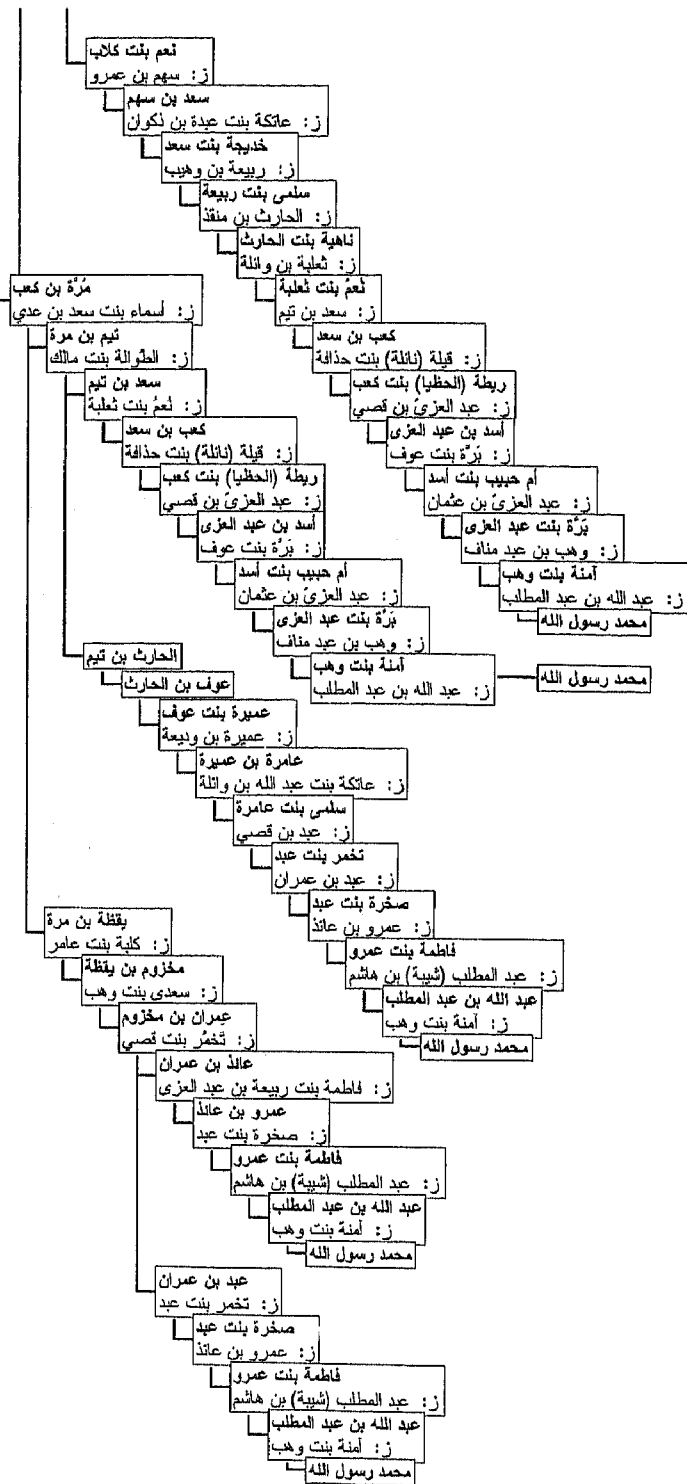 نعم بنت كلاب
ز: سهم بن عمرو
سعد بن سهم
ز: عاتكة بنت عبدة بن ذكوان
خديجة بنت سعد
ز: ربيعة بن وهيب
سلمى بنت ربيعة
ز: الحارث بن منقذ
ناهية بنت الحارث
ز: ثعلبة بن وائلة
نُعمُ بنت ثعلبة
ز: سعد بن تيم
كعب بن سعد
ز: قيلة (نائلة) بنت حذافة
ريطة (الحظيا) بنت كعب
ز: عبد العزىّ بن قصي
أسد بن عبد العزى
ز: بَرَّة بنت عوف
أم حبيب بنت أسد
ز: عبد العزىّ بن عثمان
بَرَّة بنت عبد العزى
ز: وهب بن عبد مناف
آمنة بنت وهب
ز: عبد الله بن عبد المطلب
محمد رسول الله
مُرَّة بن كعب
ز: أسماء بنت سعد بن عدي
تيم بن مرة
ز: الطّوالة بنت مالك
سعد بن تيم
ز: نُعمُ بنت ثعلبة
كعب بن سعد
ز: قيلة (نائلة) بنت حذافة
ريطة (الحظيا) بنت كعب
ز: عبد العزىّ بن قصي
أسد بن عبد العزى
ز: بَرَّة بنت عوف
أم حبيب بنت أسد
ز: عبد العزىّ بن عثمان
بَرَّة بنت عبد العزى
ز: وهب بن عبد مناف
آمنة بنت وهب
ز: عبد الله بن عبد المطلب
محمد رسول الله
الحارث بن تيم
عوف بن الحارث
عميرة بنت عوف
ز: عميرة بن وديعة
عامرة بن عميرة
ز: عاتكة بنت عبد الله بن وائلة
سلمى بنت عامرة
ز: عبد بن قصي
تخمر بنت عبد
ز: عبد بن عمران
صخرة بنت عبد
ز: عمرو بن عائذ
فاطمة بنت عمرو
ز: عبد المطلب (شيبة) بن هاشم
عبد الله بن عبد المطلب
ز: آمنة بنت وهب
محمد رسول الله
يقظة بن مرة
ز: كلبة بنت عامر
مخزوم بن يقظة
ز: سعدى بنت وهب
عِمران بن مخزوم
ز: تَخمُر بنت قصي
عائذ بن عمران
ز: فاطمة بنت ربيعة بن عبد العزى
عمرو بن عائذ
ز: صخرة بنت عبد
فاطمة بنت عمرو
ز: عبد المطلب (شيبة) بن هاشم
عبد الله بن عبد المطلب
ز: آمنة بنت وهب
محمد رسول الله
عبد بن عمران
ز: تخمر بنت عبد
صخرة بنت عبد
ز: عمرو بن عائذ
فاطمة بنت عمرو
ز: عبد المطلب (شيبة) بن هاشم
عبد الله بن عبد المطلب
ز: آمنة بنت وهب
محمد رسول الله